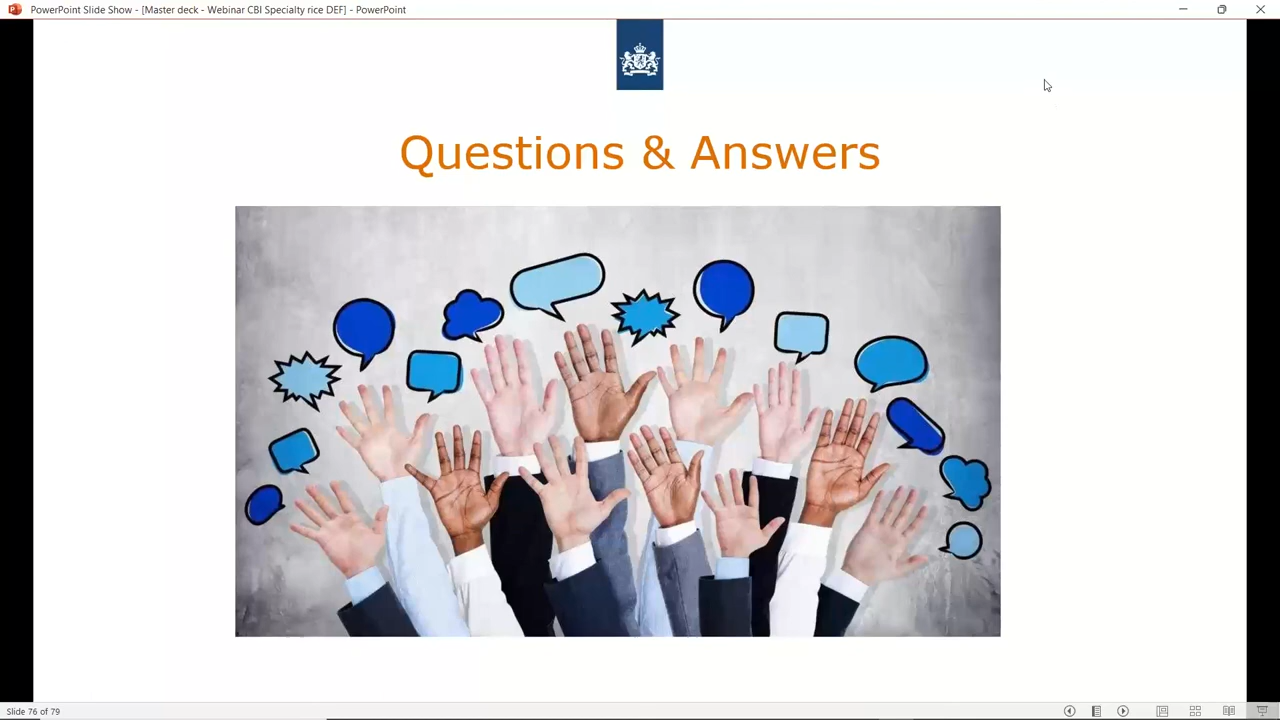 PowerPoint Slide Show - [Master deck - Webinar CBI Specialty rice DEF] - PowerPoint
Questions & Answers
Slide 76 of 79